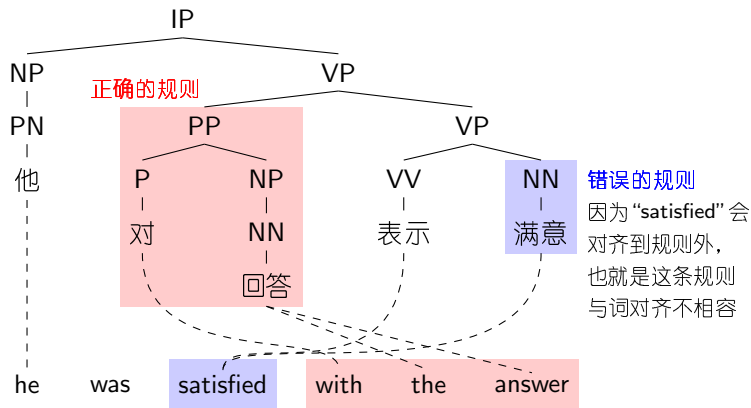 IP
NP
VP
正确的规则
PN
PP
VP
他
P
NP
VV
NN
错误的规则
对
NN
表示
满意
因为“satisfied”会
对齐到规则外，
回答
也就是这条规则
与词对齐不相容
he was satisfied with the answer